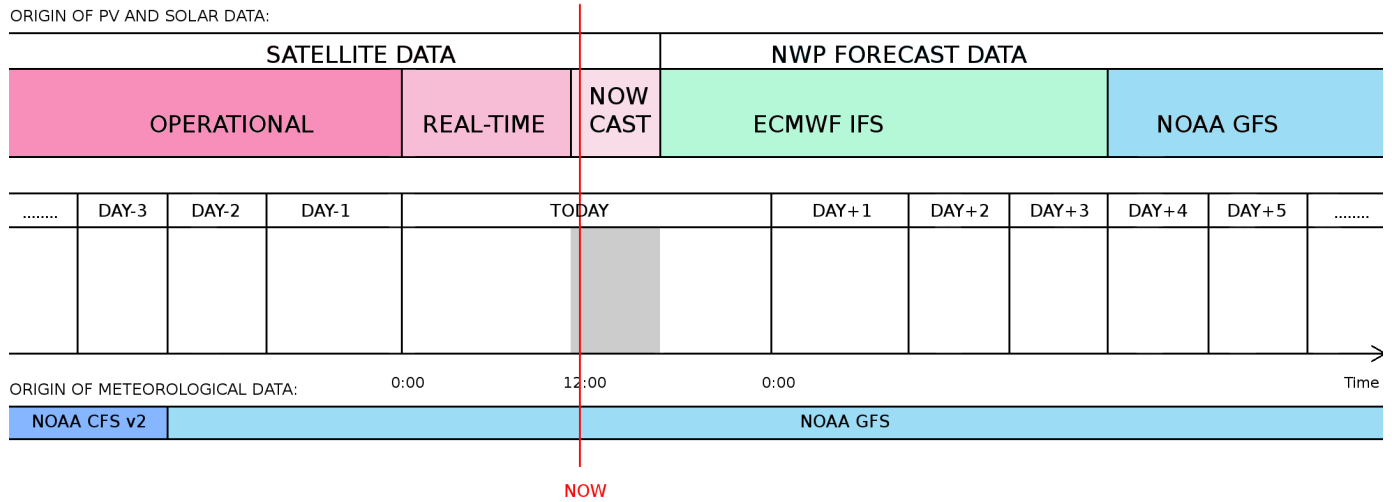 ORIGIN OF PV AND SOLAR DATA:
SATELLITE DATA NWP FORECAST DATA
OPERATIONAL REAL-TIME NOW CAST ECMWF IFS NOAA GFS
........ DAY-3 DAY-2 DAY-1 TODAY DAY+1 DAY+2 DAY+3 DAY+4 DAY+5 ........
0:00 12:00 0:00 Time
ORIGIN OF METEOROLOGICAL DATA:
NOAA CFS v2 NOAA GFS
NOW